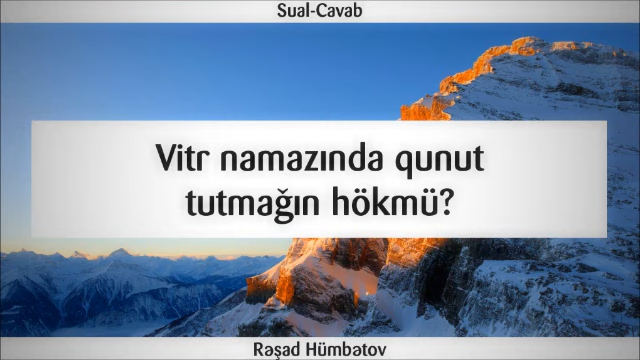 Sual-Cavab
Vitr namazında qunut
tutmağın hökmü?
Rəşad Hümbətov